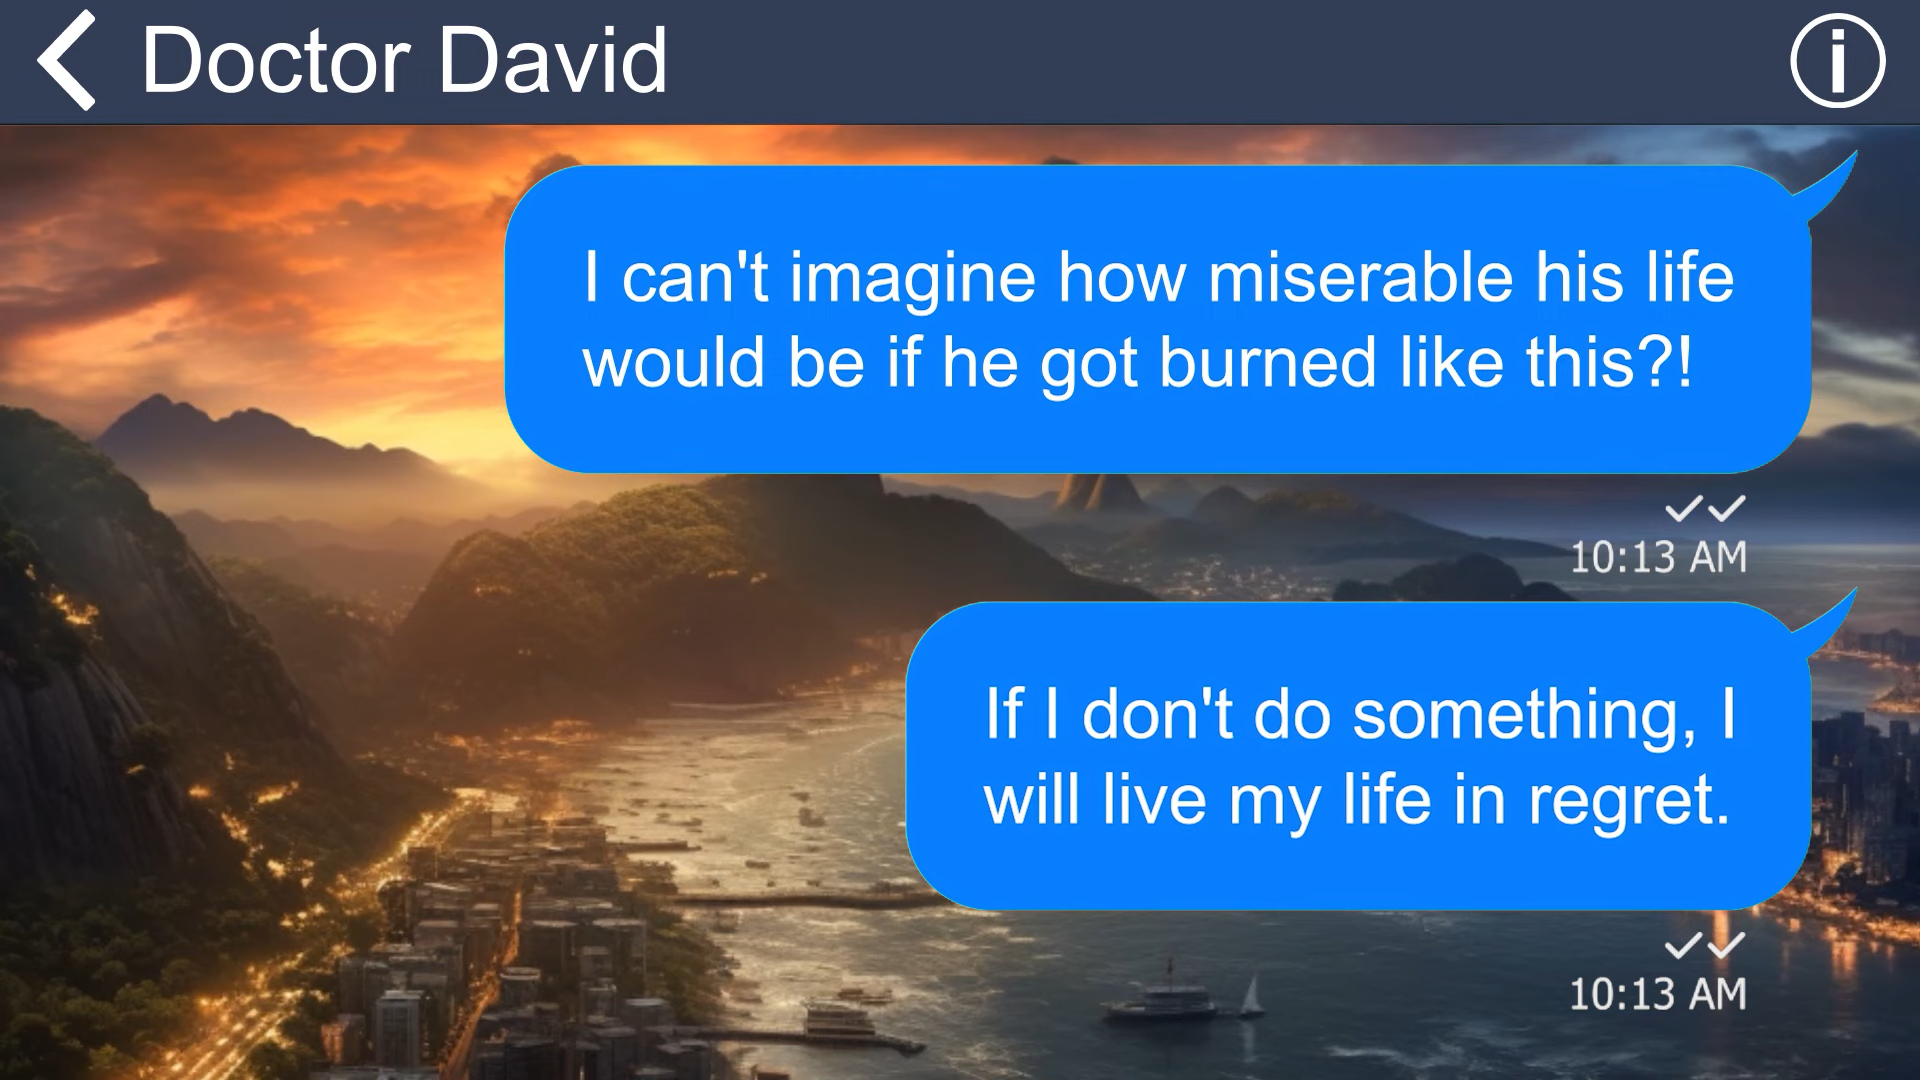 Doctor David
I can't imagine how miserable his life
would be if he got burned like this?!
10:13 AM
If I don't do something, I
will live my life in regret.
10:13 AM